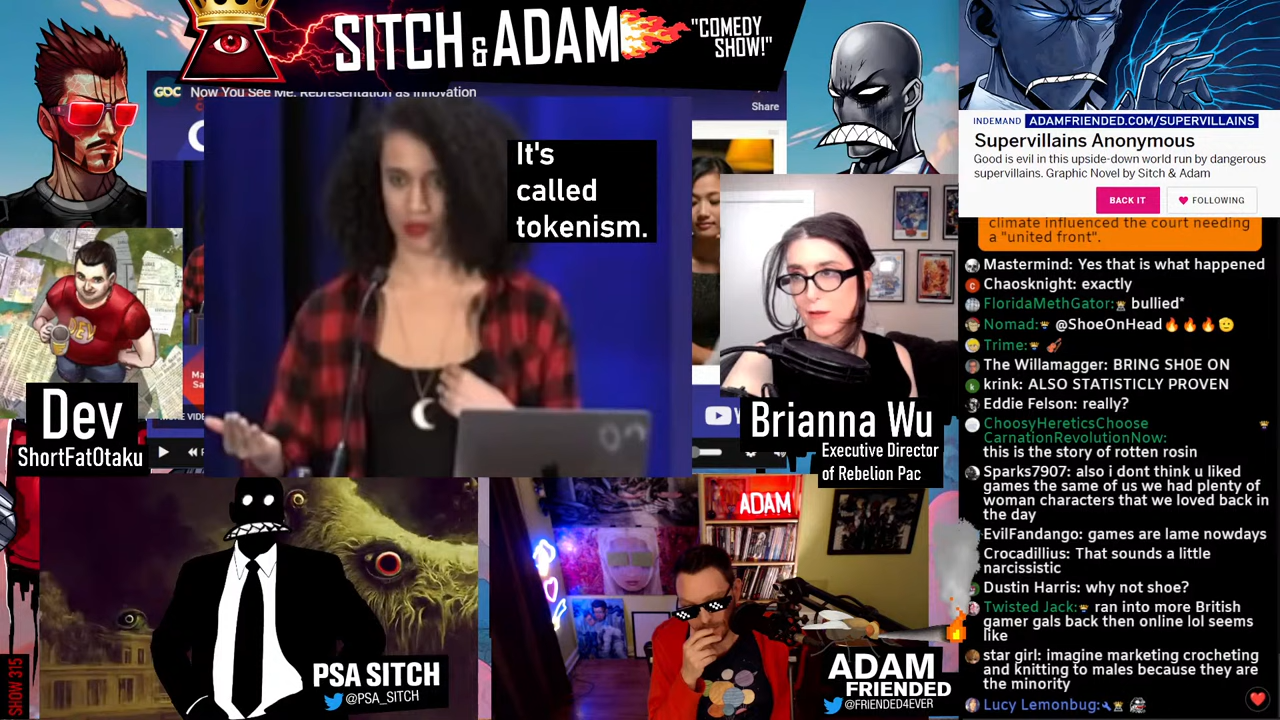 SITCH & ADAM
"COMEDY
SHOW!"
GDC
Now You See Me: Representation as Innovation
Share
It's
called
tokenism.
DEV
Dev
ShortFatOtaku
MORE VIDE
Brianna Wu
Executive Director
of Rebelion Pac
SHOW 315
PSA SITCH
@PSA_SITCH
ADAM
ADAM
FRIENDED
@FRIENDED4EVER
INDEMAND ADAMFRIENDED.COM/SUPERVILLAINS
Supervillains Anonymous
Good is evil in this upside-down world run by dangerous
supervillains. Graphic Novel by Sitch & Adam
BACK IT
FOLLOWING
climate influenced the court needing
a "united front".
Mastermind: Yes that is what happened
Chaosknight: exactly
FloridaMethGator: bullied*
Nomad: @ShoeOnHead🔥🔥🔥🫡
Trime: 🎻
The Willamagger: BRING SH0E ON
krink: ALSO STATISTICLY PROVEN
Eddie Felson: really?
ChoosyHereticsChoose
CarnationRevolutionNow:
this is the story of rotten rosin
Sparks7907: also i dont think u liked
games the same of us we had plenty of
woman characters that we loved back in
the day
EvilFandango: games are lame nowdays
Crocadillius: That sounds a little
narcissistic
Dustin Harris: why not shoe?
Twisted Jack: ran into more British
gamer gals back then online lol seems
like
star girl: imagine marketing crocheting
and knitting to males because they are
the minority
Lucy Lemonbug: